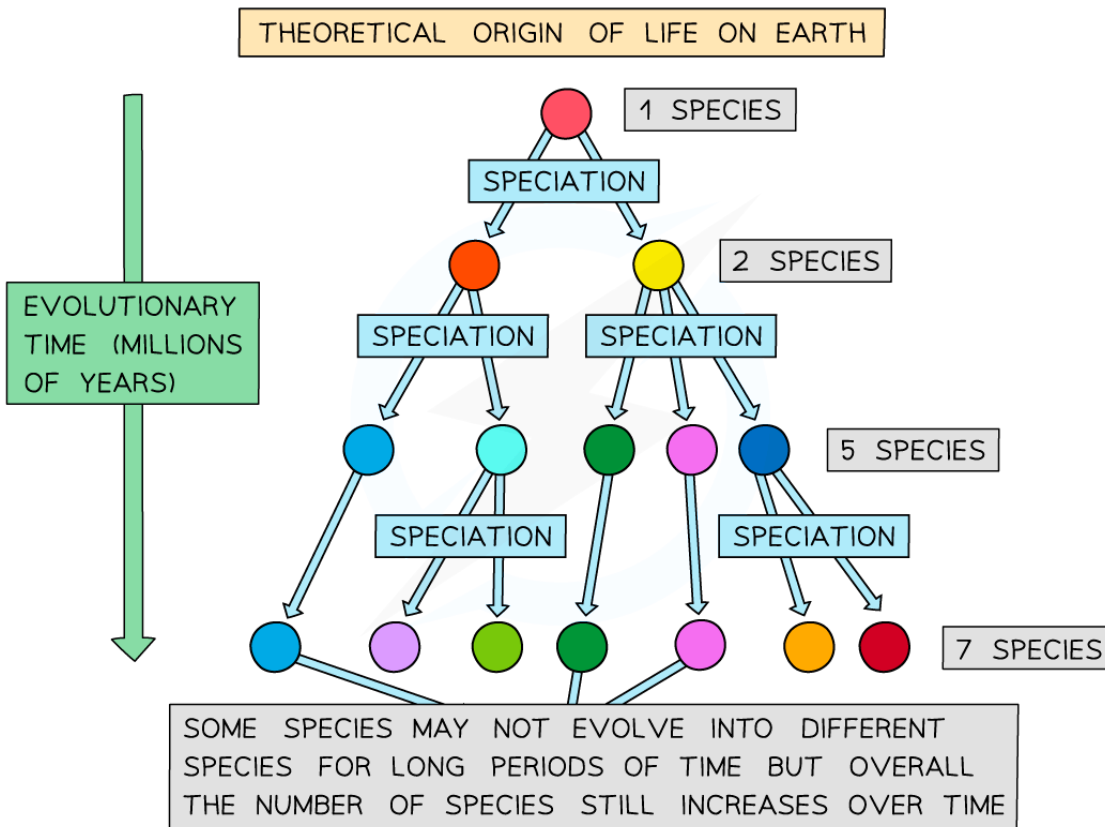 THEORETICAL ORIGIN OF LIFE ON EARTH
1 SPECIES
SPECIATION
2 SPECIES
EVOLUTIONARY
TIME (MILLIONS
OF YEARS)
SPECIATION
SPECIATION
5 SPECIES
SPECIATION
SPECIATION
7 SPECIES
SOME SPECIES MAY NOT EVOLVE INTO DIFFERENT
SPECIES FOR LONG PERIODS OF TIME BUT OVERALL
THE NUMBER OF SPECIES STILL INCREASES OVER TIME